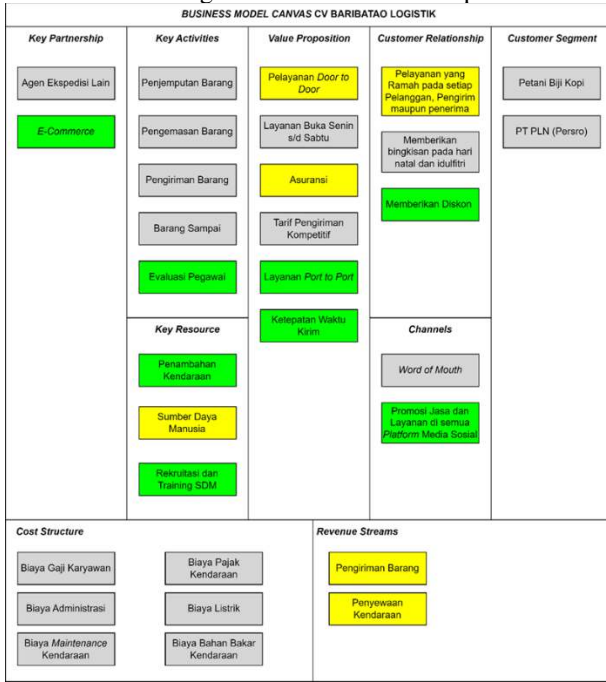 BUSINESS MODEL CANVAS CV BARIBATAO LOGISTIK
Key Partnership
Agen Ekspedisi Lain
E-Commerce
Key Activities
Penjemputan Barang
Pengemasan Barang
Pengiriman Barang
Barang Sampai
Evaluasi Pegawai
Key Resource
Penambahan
Kendaraan
Sumber Daya
Manusia
Rekrutiasi dan
Training SDM
Value Proposition
Pelayanan Door to
Door
Layanan Buka Senin
s/d Sabtu
Asuransi
Tarif Pengiriman
Kompetitif
Layanan Port to Port
Ketepatan Waktu
Kirim
Customer Relationship
Pelayanan yang
Ramah pada setiap
Pelanggan, Pengirim
maupun penerima
Memberikan
bingkisan pada hari
natal dan idulfitri
Memberikan Diskon
Channels
Word of Mouth
Promosi Jasa dan
Layanan di semua
Platform Media Sosial
Customer Segment
Petani Biji Kopi
PT PLN (Persro)
Cost Structure
Biaya Gaji Karyawan
Biaya Administrasi
Biaya Maintenance
Kendaraan
Biaya Pajak
Kendaraan
Biaya Listrik
Biaya Bahan Bakar
Kendaraan
Revenue Streams
Pengiriman Barang
Penyewaan
Kendaraan